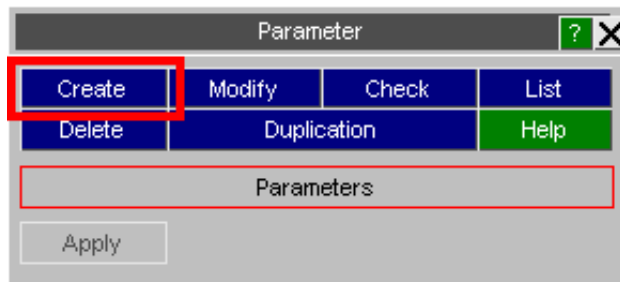 Parameter ? X
Create Modify Check List
Delete Duplication Help
Parameters
Apply